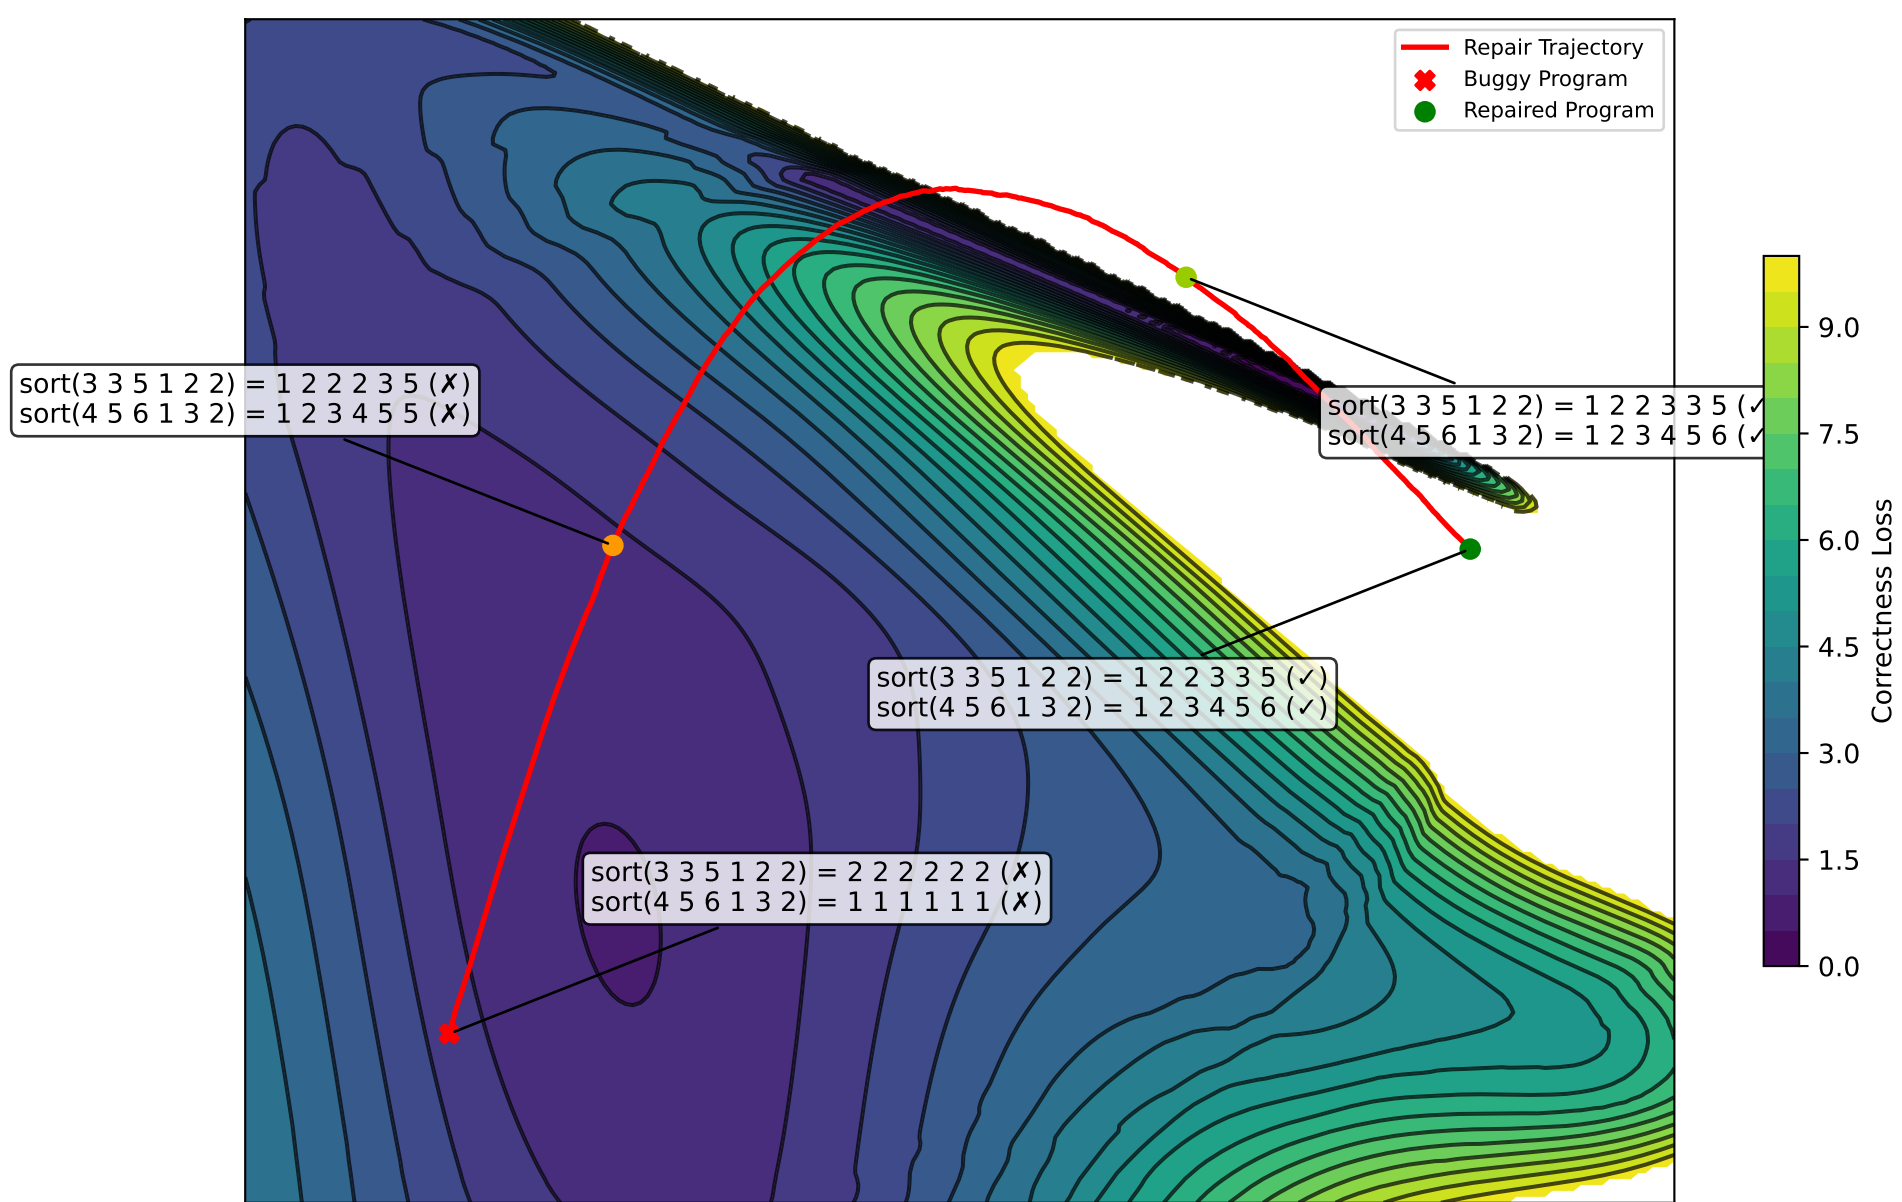 Repair Trajectory
Buggy Program
Repaired Program
sort(3 3 5 1 2 2) = 1 2 2 2 3 5 (✗)
sort(4 5 6 1 3 2) = 1 2 3 4 5 5 (✗)
sort(3 3 5 1 2 2) = 1 2 2 3 3 5 (✓
sort(4 5 6 1 3 2) = 1 2 3 4 5 6 (✓
sort(3 3 5 1 2 2) = 1 2 2 3 3 5 (✓)
sort(4 5 6 1 3 2) = 1 2 3 4 5 6 (✓)
sort(3 3 5 1 2 2) = 2 2 2 2 2 2 (✗)
sort(4 5 6 1 3 2) = 1 1 1 1 1 1 (✗)
9.0
7.5
6.0
4.5
3.0
1.5
0.0
Correctness Loss